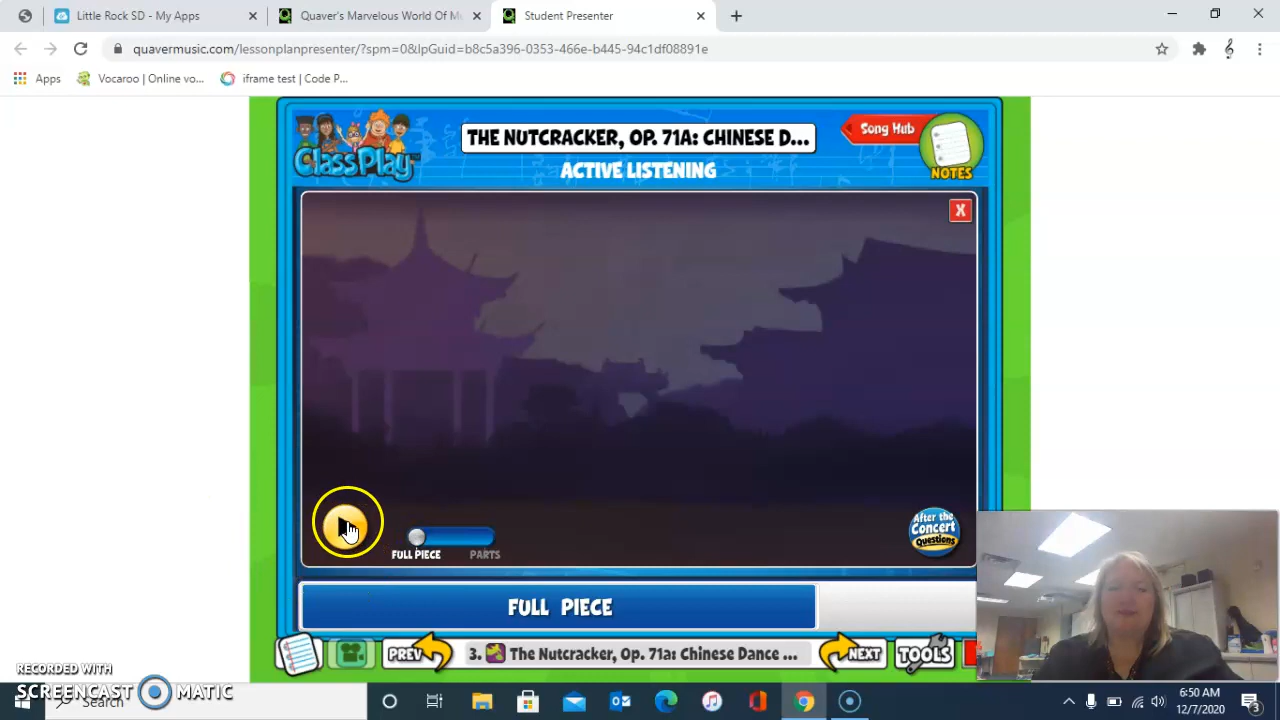 Little Rock SD - My Apps
Quaver's Marvelous World Of M
Student Presenter
quavermusic.com/lessonplanpresenter/?spm=0&lpGuid=b8c5a396-0353-466e-b445-94c1df08891e
Apps
Vocaroo | Online vo...
iframe test | Code P...
ClassPlay
THE NUTCRACKER, OP. 71A: CHINESE D...
Song Hub
NOTES
ACTIVE LISTENING
X
FULL PIECE
PARTS
After the
Concert
Questions
FULL PIECE
PREV
3. The Nutcracker, Op. 71a: Chinese Dance ...
NEXT
TOOLS
RECORDED WITH
SCREENCAST MATIC
Search
6:50 AM
12/7/2020
3